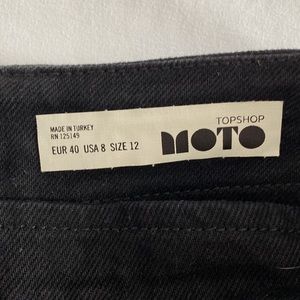 MADE IN TURKEY
RN 125149
EUR 40 USA 8 SIZE 12
TOPSHOP
MOTO